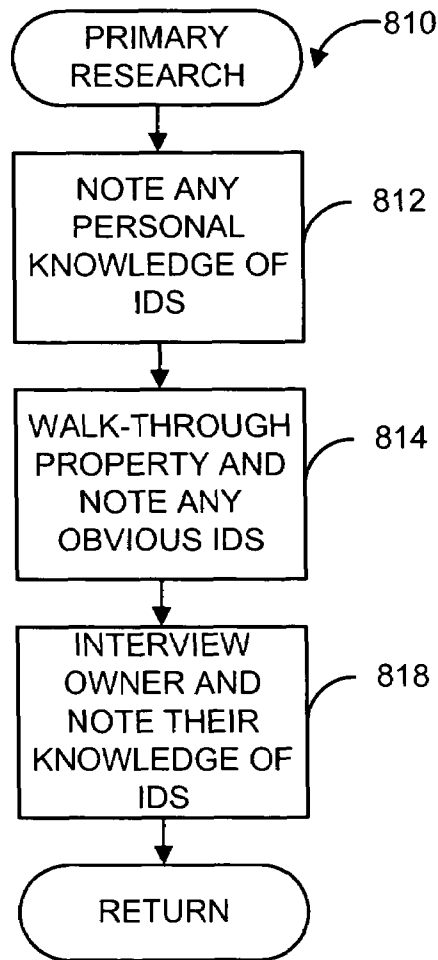 PRIMARY
RESEARCH
810
NOTE ANY
PERSONAL
KNOWLEDGE OF
IDS
812
WALK-THROUGH
PROPERTY AND
NOTE ANY
OBVIOUS IDS
814
INTERVIEW
OWNER AND
NOTE THEIR
KNOWLEDGE OF
IDS
818
RETURN